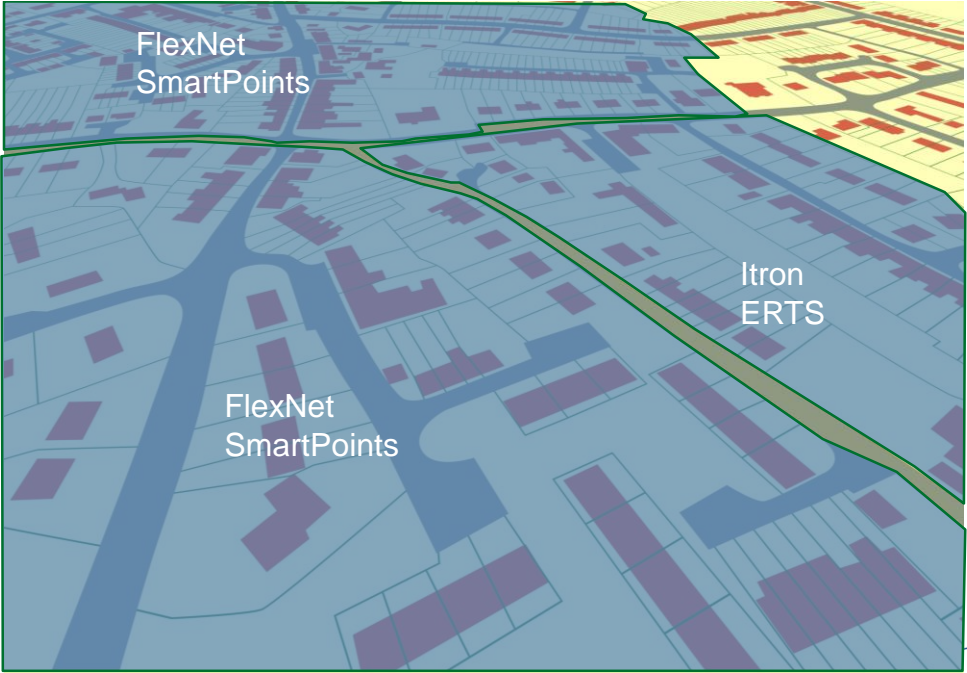 FlexNet
SmartPoints
Itron
ERTS
FlexNet
SmartPoints